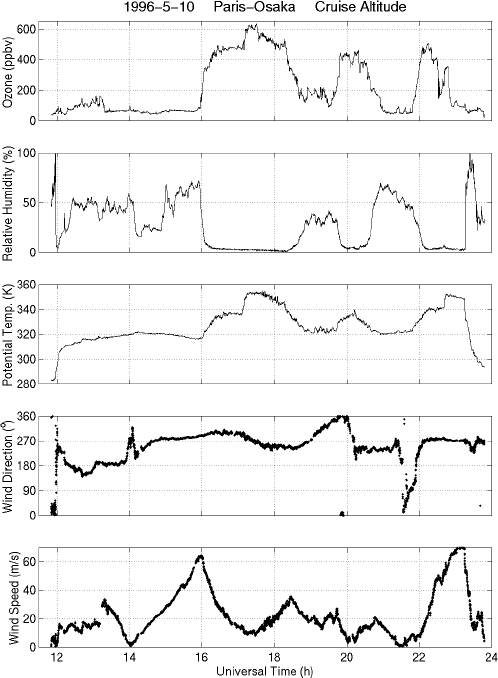 1996-5-10 Paris-Osaka Cruise Altitude
Ozone (ppbv)
600
400
200
0
Relative Humidity (%)
100
50
0
Potential Temp. (K)
360
340
320
300
280
Wind Direction (°)
360
270
180
90
0
Wind Speed (m/s)
60
40
20
0
12 14 16 18 20 22 24
Universal Time (h)